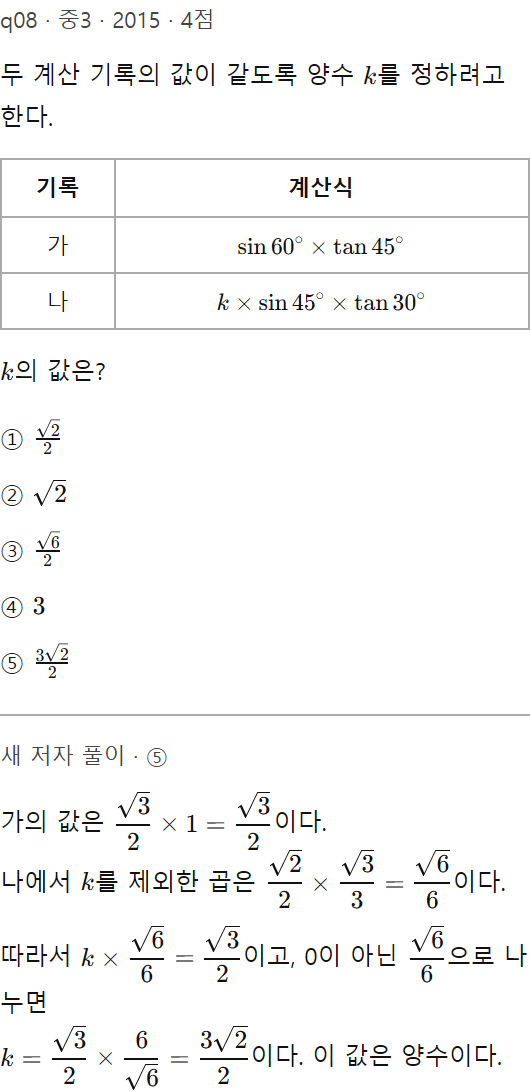 q08 · 중3 · 2015 · 4점
두 계산 기록의 값이 같도록 양수 k를 정하려고
한다.
기록 계산식
가 sin 60° × tan 45°
나 k × sin 45° × tan 30°
k의 값은?
① √2/2
② √2
③ √6/2
④ 3
⑤ 3√2/2
새 저자 풀이 · ⑤
가의 값은 √3/2 × 1 = √3/2이다.
나에서 k를 제외한 곱은 √2/2 × √3/3 = √6/6이다.
따라서 k × √6/6 = √3/2이고, 0이 아닌 √6/6으로 나
누면
k = √3/2 × 6/√6 = 3√2/2이다. 이 값은 양수이다.